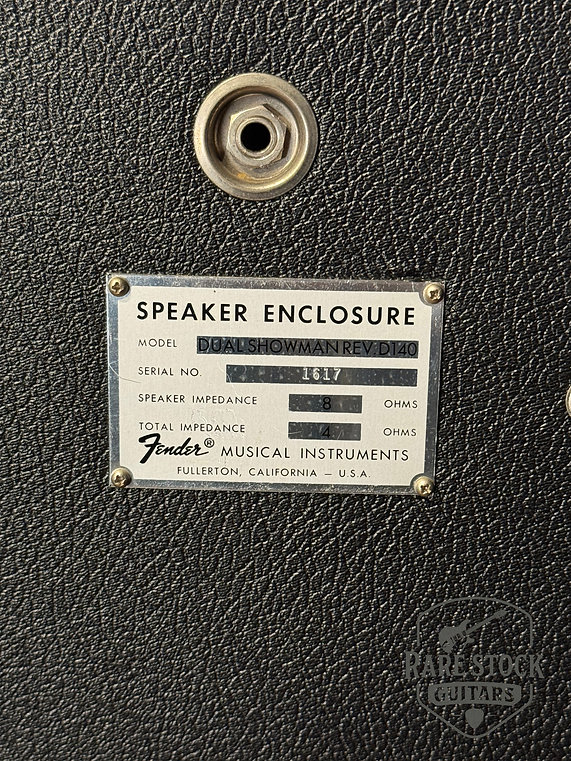 SPEAKER ENCLOSURE
MODEL DUAL SHOWMAN REV: D140
SERIAL NO. 1617
SPEAKER IMPEDANCE 8 OHMS
TOTAL IMPEDANCE 4 OHMS
Fender® MUSICAL INSTRUMENTS
FULLERTON, CALIFORNIA — U.S.A.
RARE STOCK
GUITARS